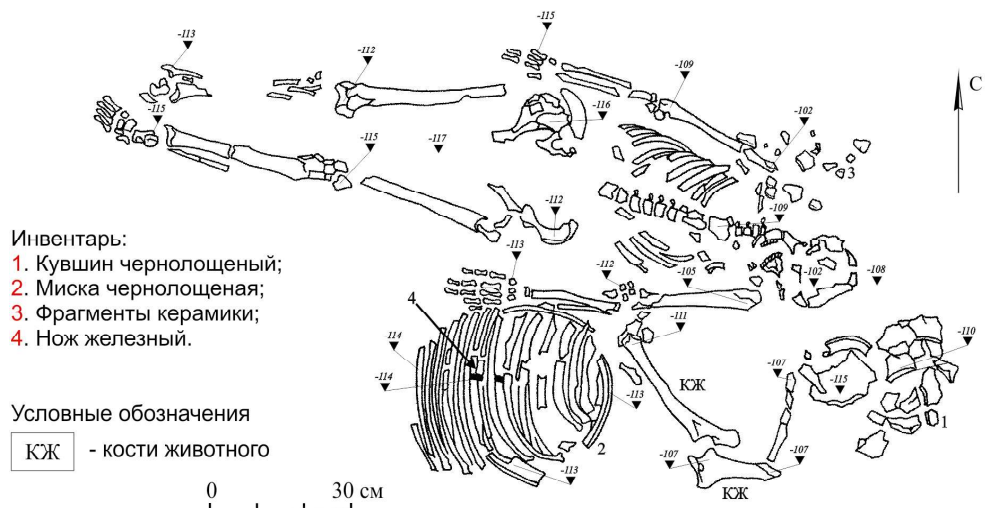 -113
-112
-115
-109
-102
-116
-115
-115
-117
3
С
-109
-112
-113
-112
-105
-102
-108
Инвентарь:
1. Кувшин чернолощеный;
2. Миска чернолощеная;
3. Фрагменты керамики;
4. Нож железный.
4
-111
-110
114
-114
-113
КЖ
-107
-115
1
2
-113
-107
-107
КЖ
Условные обозначения
КЖ - кости животного
0 30 см